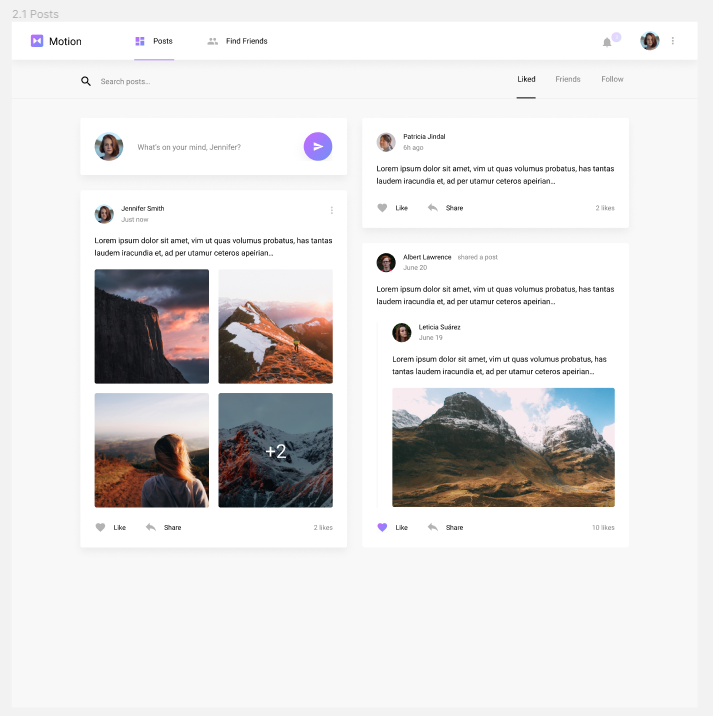 2.1 Posts
Motion
Posts
Find Friends
Search posts...
Liked
Friends
Follow
What's on your mind, Jennifer?
Jennifer Smith
Just now
Lorem ipsum dolor sit amet, vim ut quas volumus probatus, has tantas
laudem iracundia et, ad per utamur ceteros apeirian...
+2
Like
Share
2 likes
Patricia Jindal
6h ago
Lorem ipsum dolor sit amet, vim ut quas volumus probatus, has tantas
laudem iracundia et, ad per utamur ceteros apeirian...
Like
Share
2 likes
Albert Lawrence shared a post
June 20
Lorem ipsum dolor sit amet, vim ut quas volumus probatus, has tantas
laudem iracundia et, ad per utamur ceteros apeirian...
Leticia Suárez
June 19
Lorem ipsum dolor sit amet, vim ut quas volumus probatus, has
tantas laudem iracundia et, ad per utamur ceteros apeirian...
Like
Share
10 likes